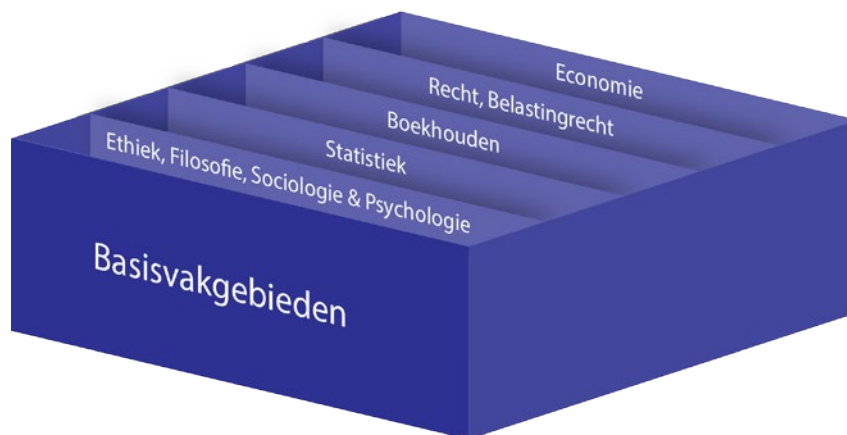 Economie
Recht, Belastingrecht
Boekhouden
Statistiek
Ethiek, Filosofie, Sociologie & Psychologie
Basisvakgebieden